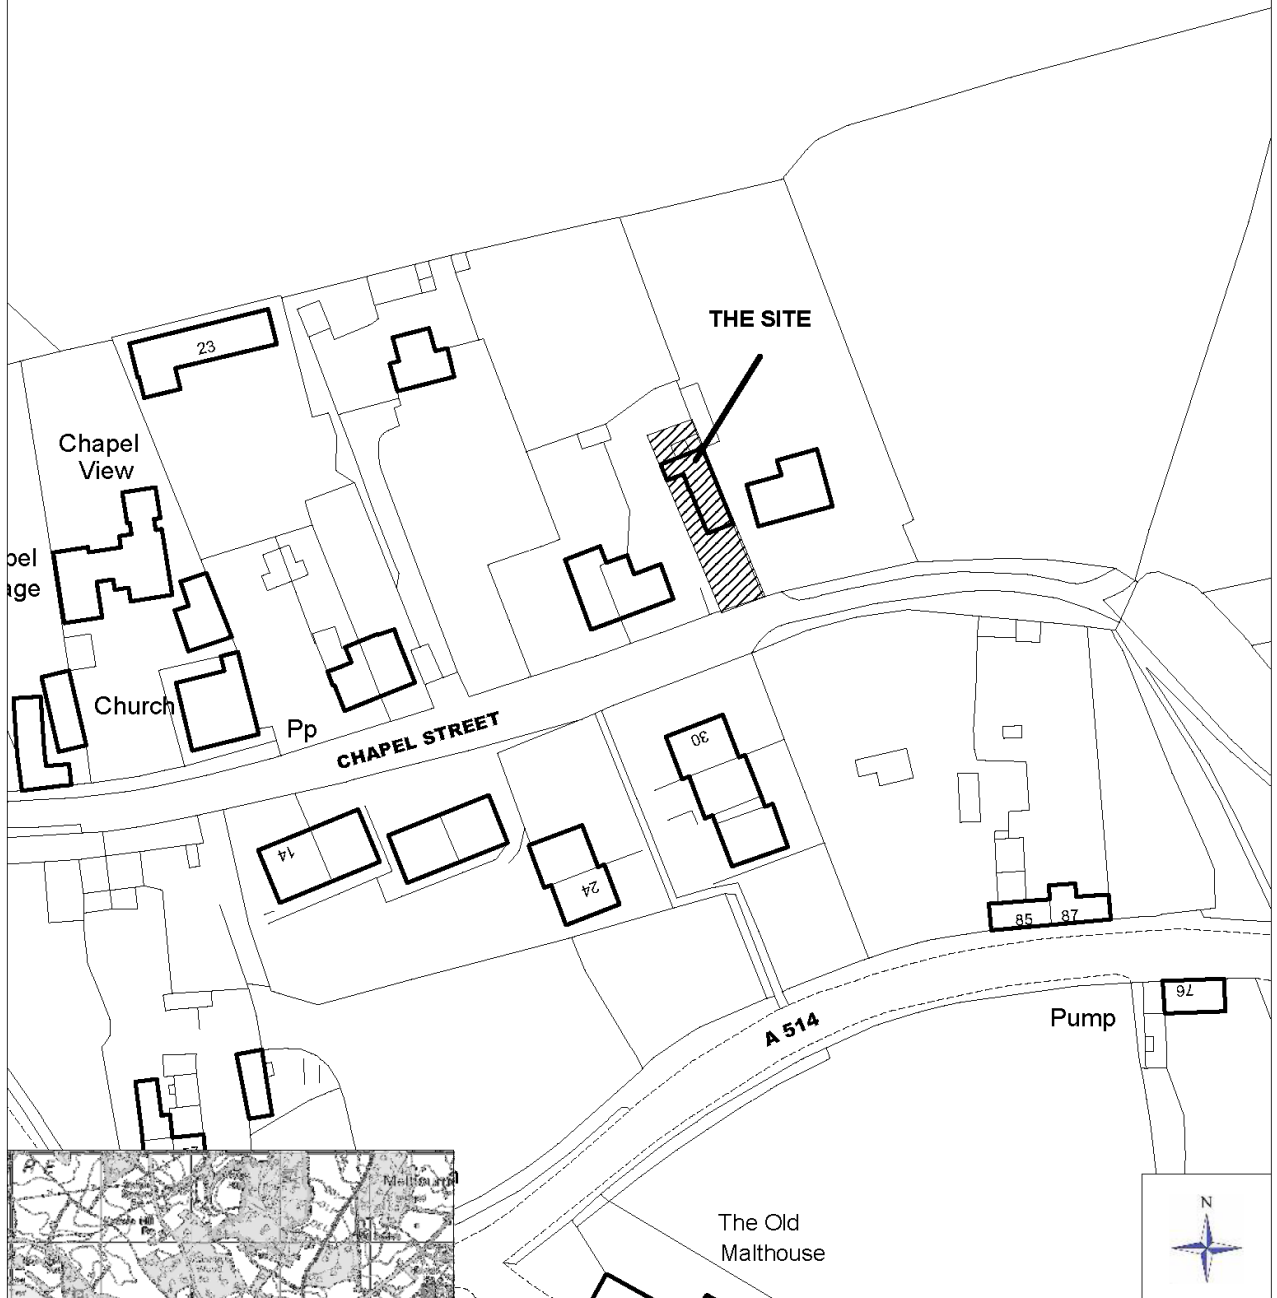 THE SITE
23
Chapel
View
pel
age
Church
Pp
CHAPEL STREET
30
14
24
85
87
76
Pump
A 514
The Old
Malthouse
N